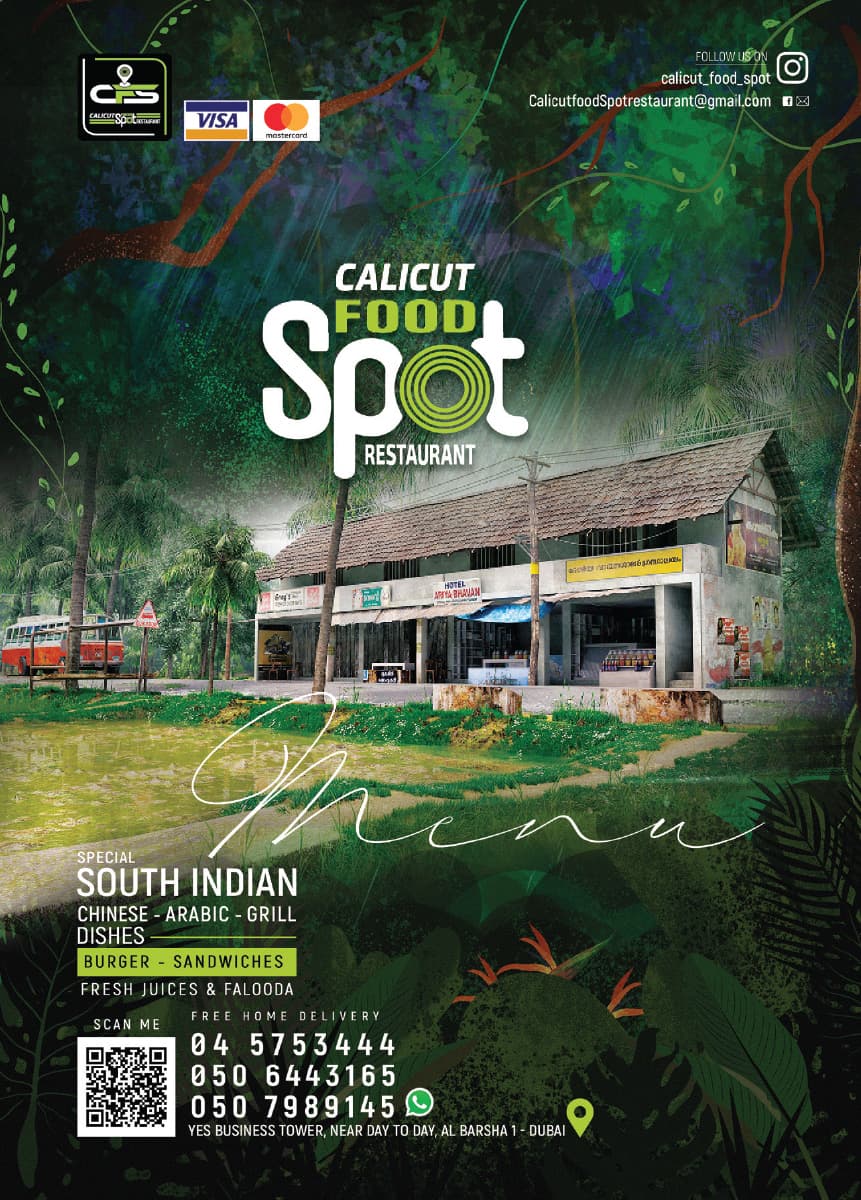 CFS
CALICUT Spot RESTAURANT
VISA
mastercard
FOLLOW US ON
calicut_food_spot
CalicutfoodSpotrestaurant@gmail.com
CALICUT
FOOD
Spot
RESTAURANT
HOTEL
ARYA BHAVAN
Menu
SPECIAL
SOUTH INDIAN
CHINESE - ARABIC - GRILL
DISHES
BURGER - SANDWICHES
FRESH JUICES & FALOODA
SCAN ME
FREE HOME DELIVERY
04 5753444
050 6443165
050 7989145
YES BUSINESS TOWER, NEAR DAY TO DAY, AL BARSHA 1 - DUBAI